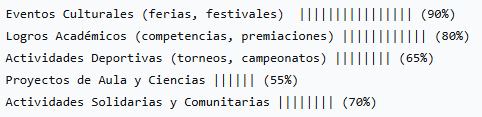 Eventos Culturales (ferias, festivales)  |||||||||||||||| (90%)
Logros Académicos (competencias, premiaciones) |||||||||||| (80%)
Actividades Deportivas (torneos, campeonatos) |||||||| (65%)
Proyectos de Aula y Ciencias |||||| (55%)
Actividades Solidarias y Comunitarias |||||||| (70%)